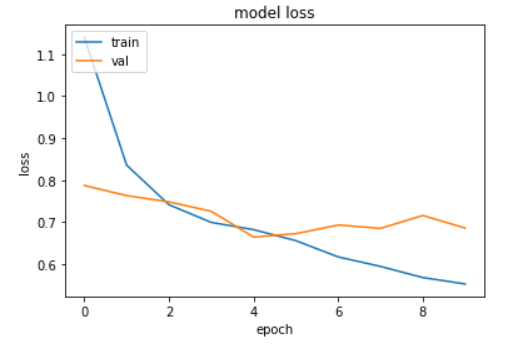 model loss
train
val
1.1
1.0
0.9
0.8
0.7
0.6
loss
0 2 4 6 8
epoch